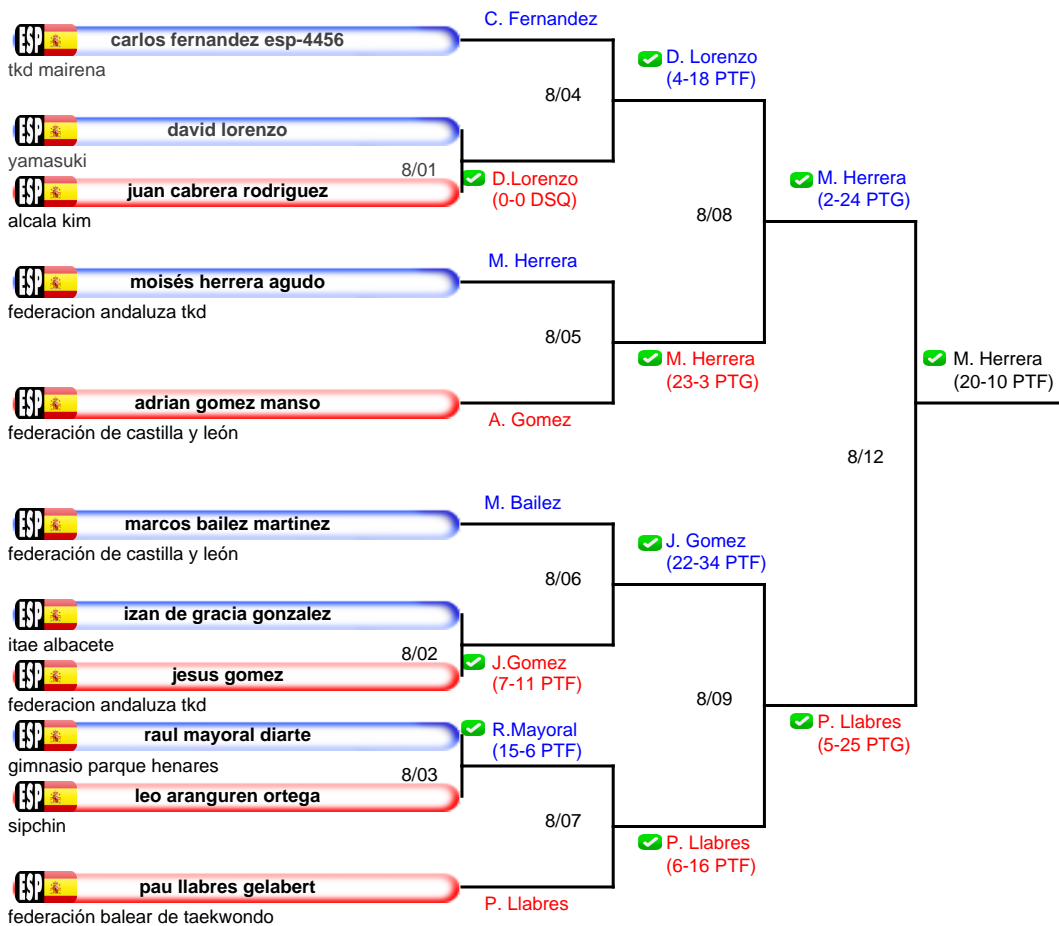 C. Fernandez
ESP carlos fernandez esp-4456
tkd mairena
D. Lorenzo
(4-18 PTF)
8/04
ESP david lorenzo
yamasuki
8/01
D.Lorenzo
(0-0 DSQ)
ESP juan cabrera rodriguez
alcala kim
M. Herrera
(2-24 PTG)
8/08
M. Herrera
ESP moisés herrera agudo
federacion andaluza tkd
8/05
M. Herrera
(23-3 PTG)
ESP adrian gomez manso
federación de castilla y león
A. Gomez
M. Herrera
(20-10 PTF)
8/12
M. Bailez
ESP marcos bailez martinez
federación de castilla y león
J. Gomez
(22-34 PTF)
8/06
ESP izan de gracia gonzalez
itae albacete
8/02
J.Gomez
(7-11 PTF)
ESP jesus gomez
federacion andaluza tkd
8/09
P. Llabres
(5-25 PTG)
ESP raul mayoral diarte
gimnasio parque henares
R.Mayoral
(15-6 PTF)
8/03
ESP leo aranguren ortega
sipchin
8/07
P. Llabres
(6-16 PTF)
ESP pau llabres gelabert
federación balear de taekwondo
P. Llabres